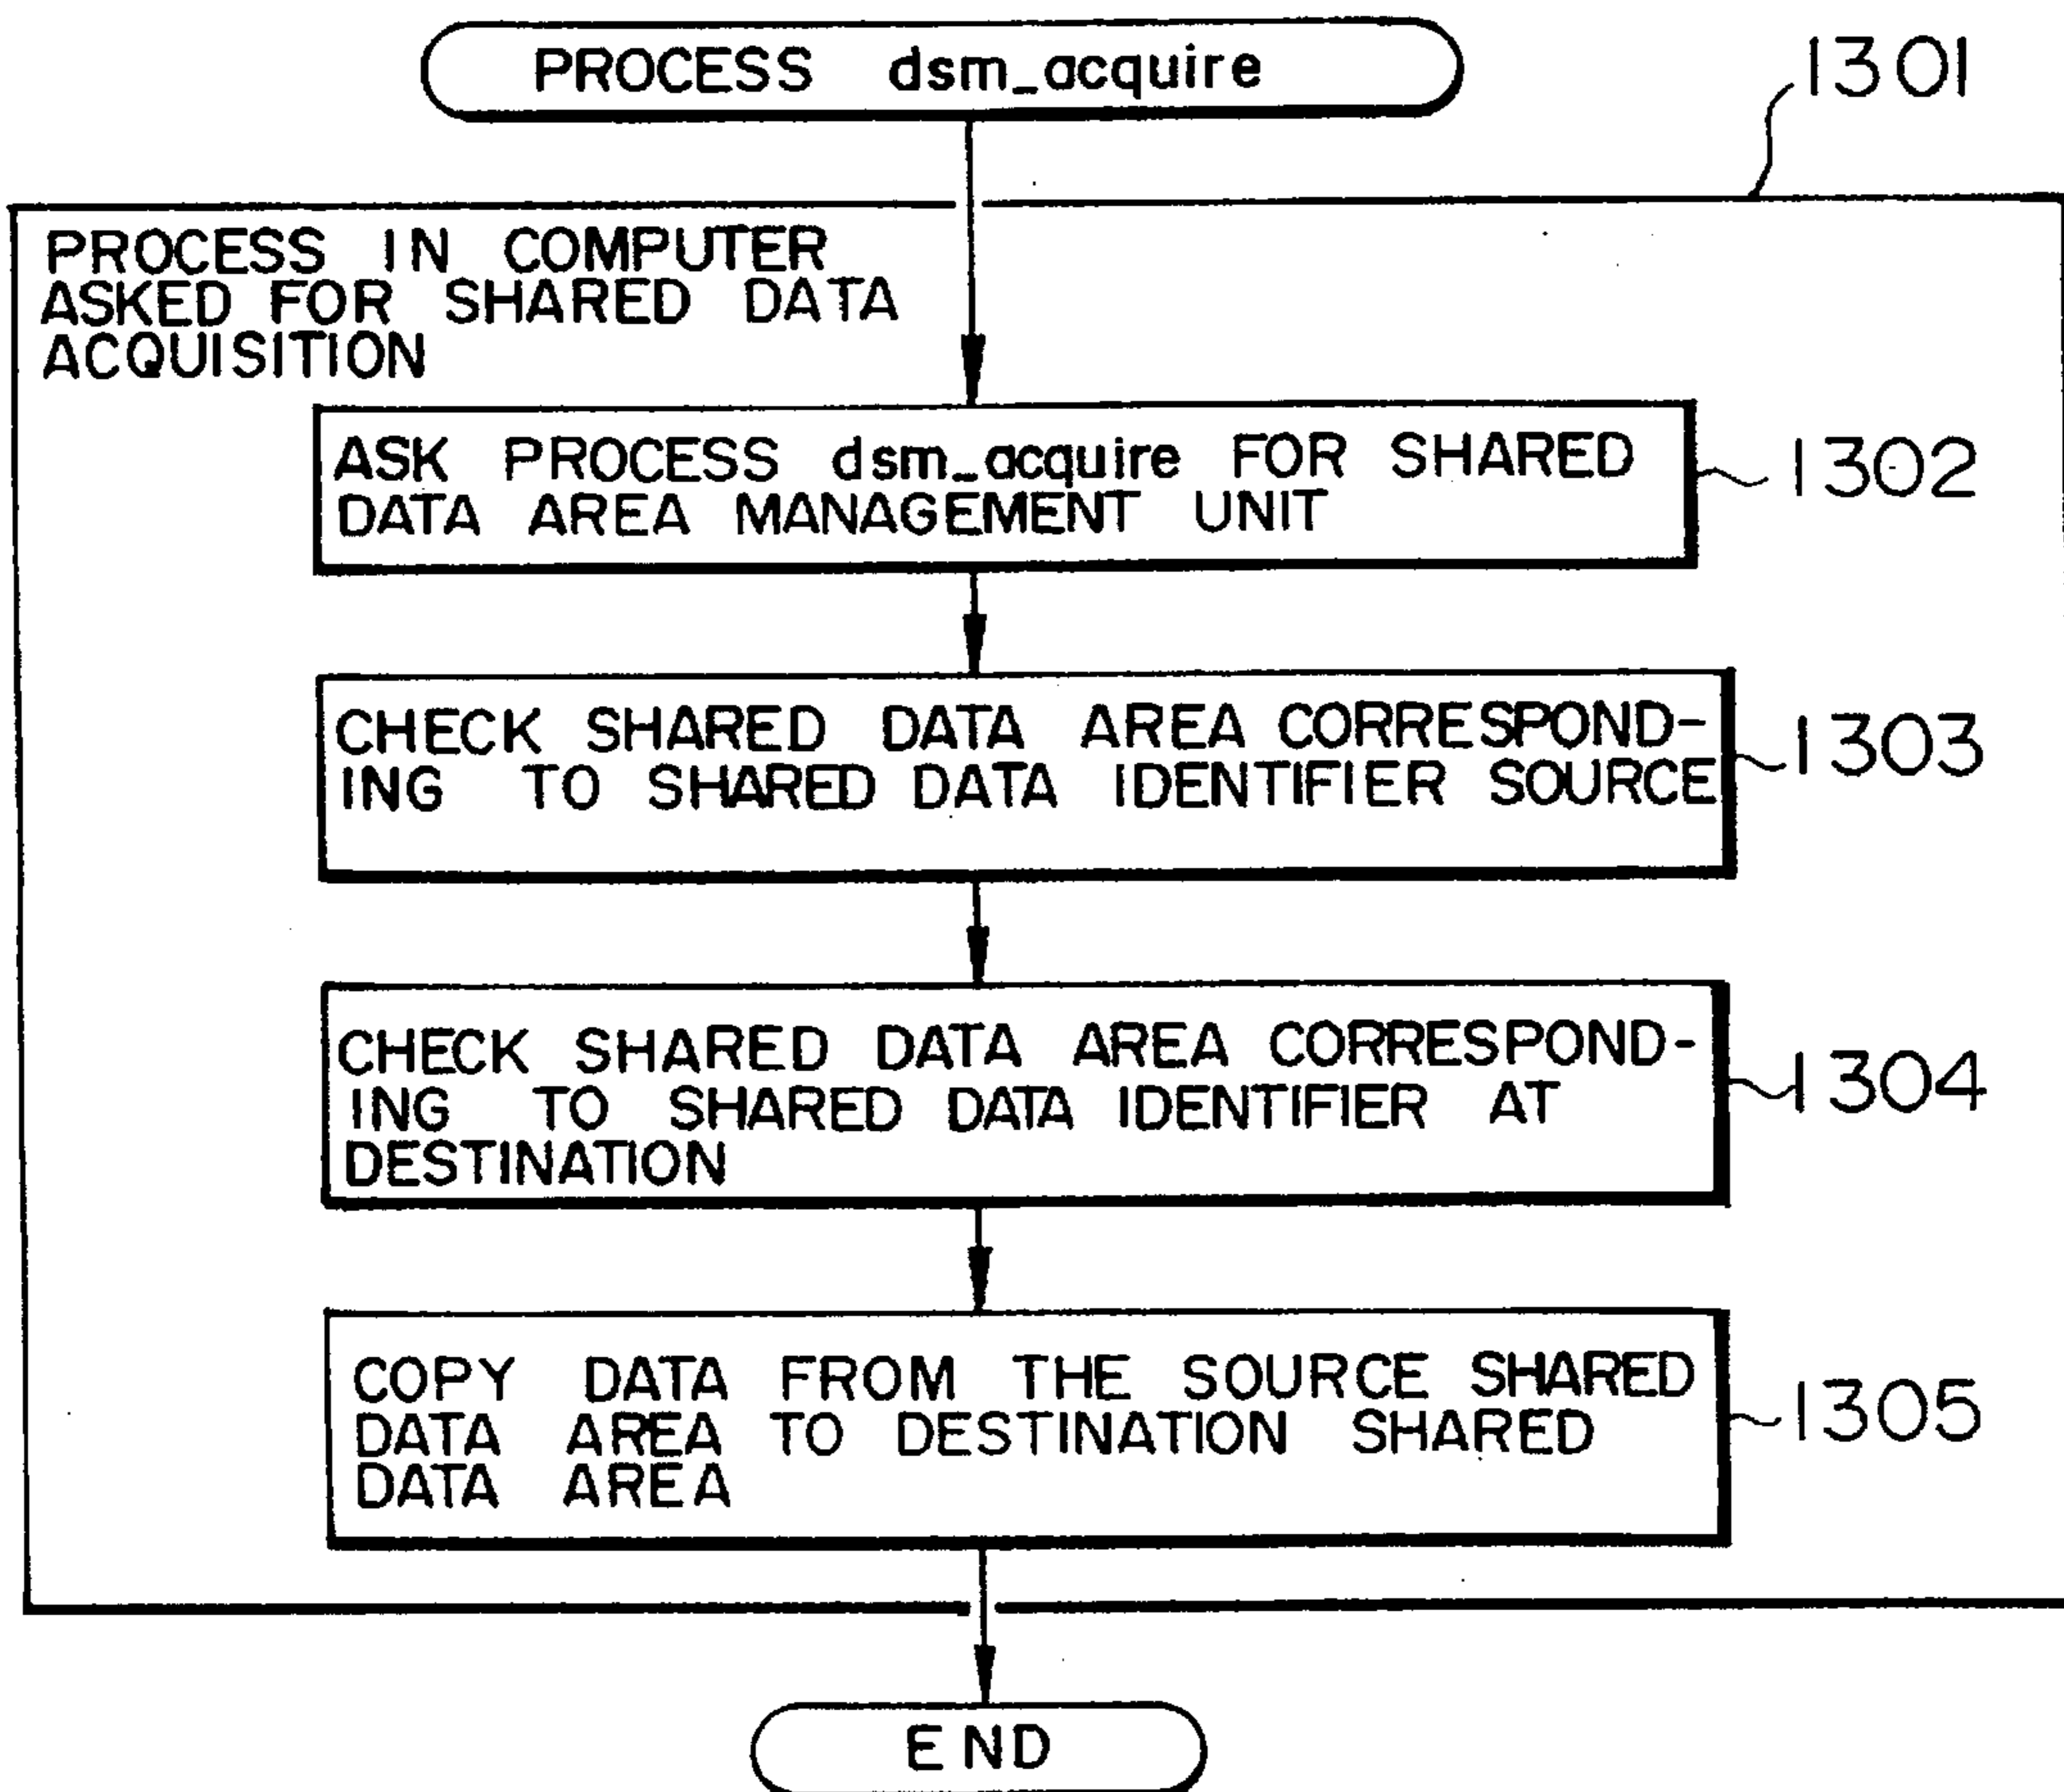 PROCESS dsm_acquire
1301
PROCESS IN COMPUTER
ASKED FOR SHARED DATA
ACQUISITION
ASK PROCESS dsm_acquire FOR SHARED
DATA AREA MANAGEMENT UNIT
1302
CHECK SHARED DATA AREA CORRESPOND-
ING TO SHARED DATA IDENTIFIER SOURCE
1303
CHECK SHARED DATA AREA CORRESPOND-
ING TO SHARED DATA IDENTIFIER AT
DESTINATION
1304
COPY DATA FROM THE SOURCE SHARED
DATA AREA TO DESTINATION SHARED
DATA AREA
1305
END